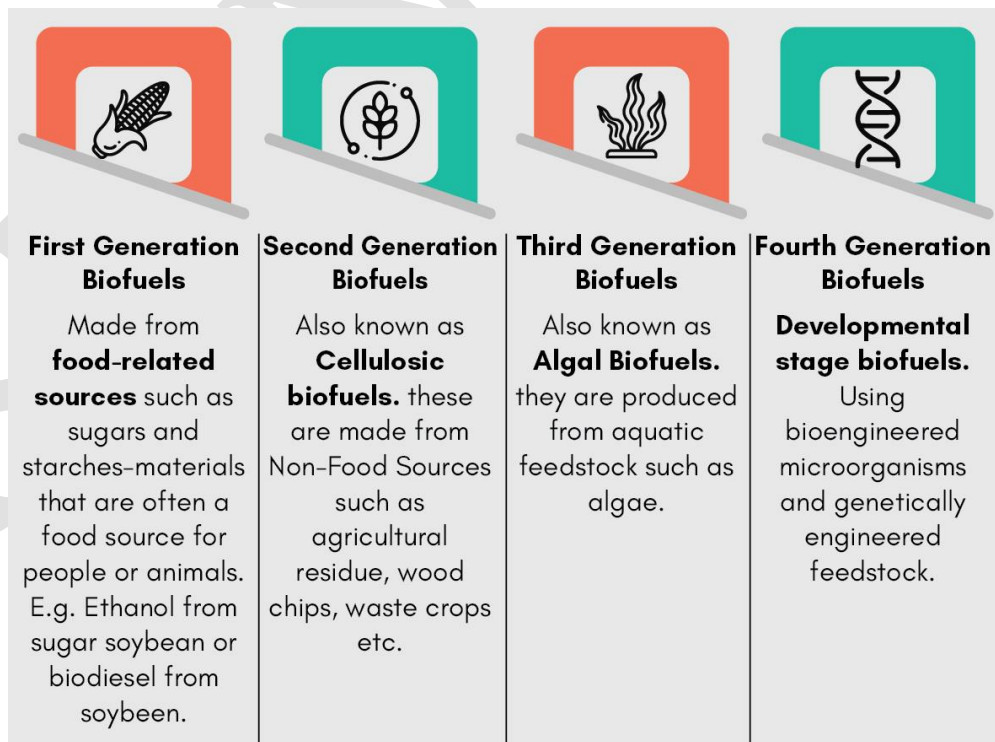 First Generation
Biofuels
Made from
food-related
sources such as
sugars and
starches-materials
that are often a
food source for
people or animals.
E.g. Ethanol from
sugar soybean or
biodiesel from
soybeen.
Second Generation
Biofuels
Also known as
Cellulosic
biofuels. these
are made from
Non-Food Sources
such as
agricultural
residue, wood
chips, waste crops
etc.
Third Generation
Biofuels
Also known as
Algal Biofuels.
they are produced
from aquatic
feedstock such as
algae.
Fourth Generation
Biofuels
Developmental
stage biofuels.
Using
bioengineered
microorganisms
and genetically
engineered
feedstock.